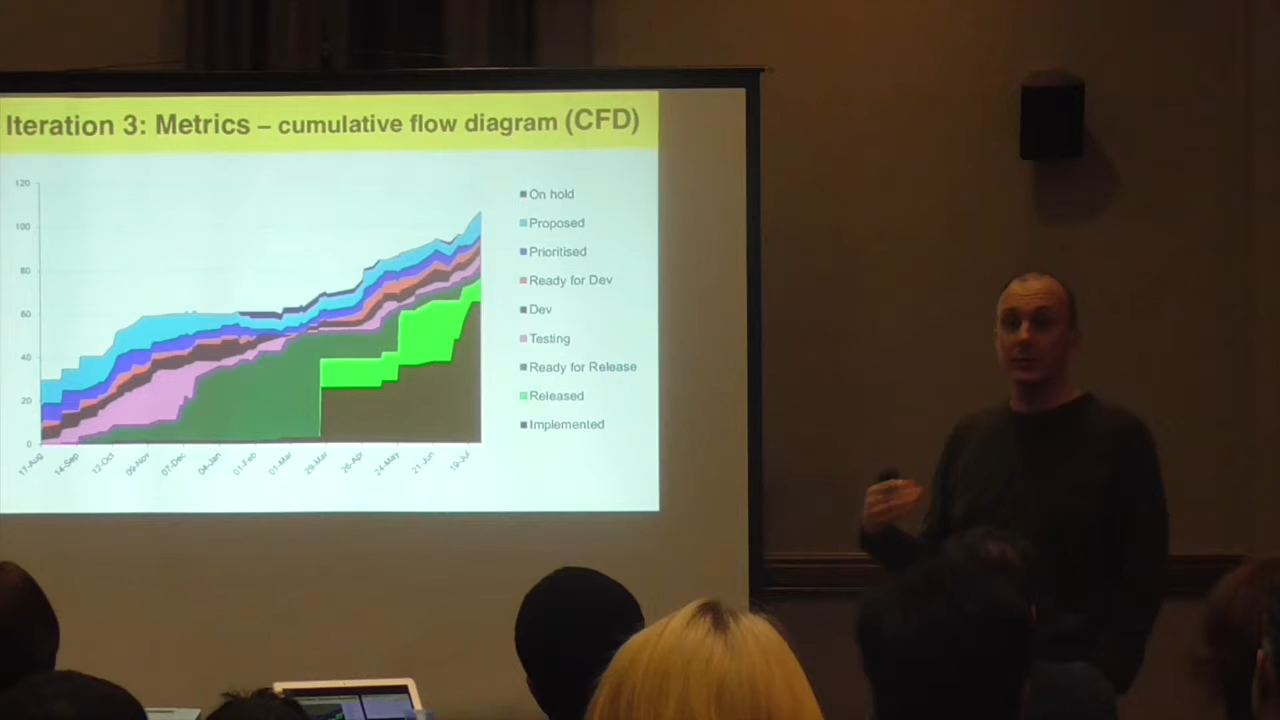 Iteration 3: Metrics – cumulative flow diagram (CFD)
120
100
80
60
40
20
0
17-Aug
14-Sep
12-Oct
09-Nov
07-Dec
04-Jan
01-Feb
01-Mar
29-Mar
26-Apr
24-May
21-Jun
19-Jul
On hold
Proposed
Prioritised
Ready for Dev
Dev
Testing
Ready for Release
Released
Implemented